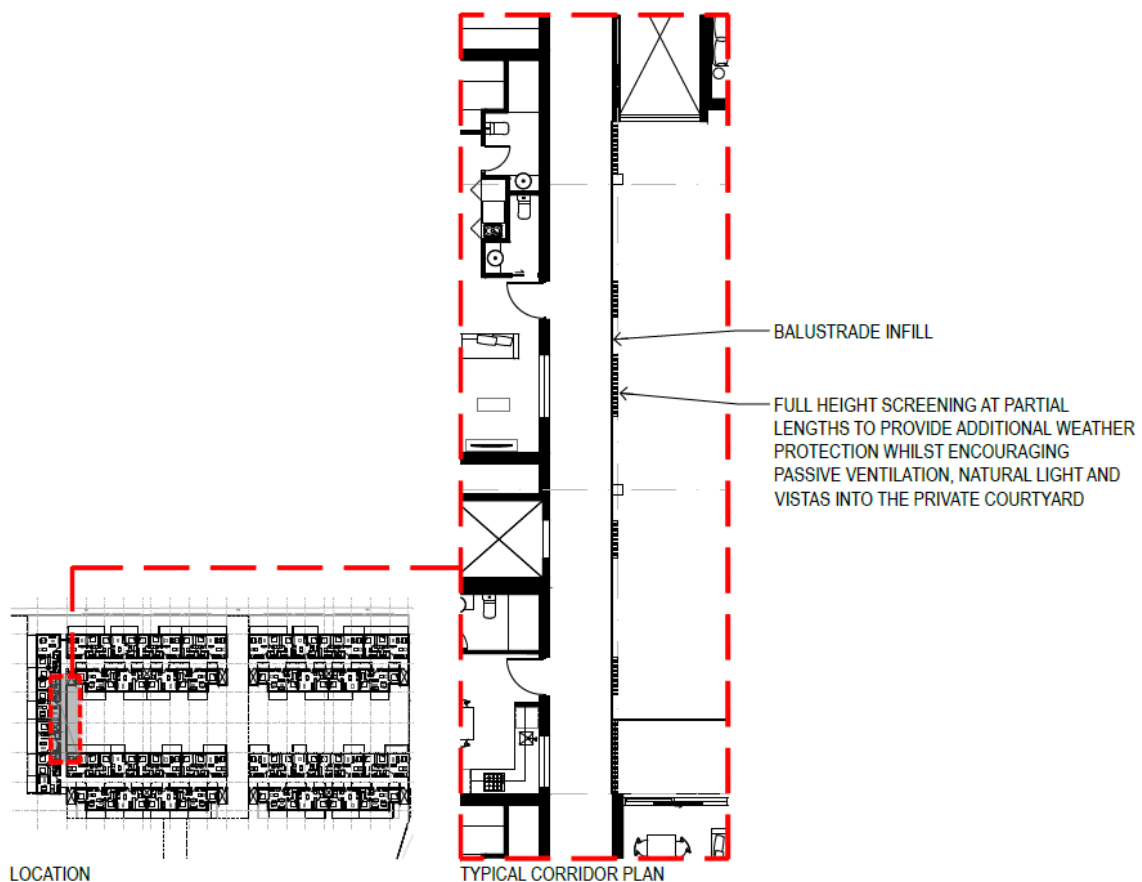 BALUSTRADE INFILL
FULL HEIGHT SCREENING AT PARTIAL
LENGTHS TO PROVIDE ADDITIONAL WEATHER
PROTECTION WHILST ENCOURAGING
PASSIVE VENTILATION, NATURAL LIGHT AND
VISTAS INTO THE PRIVATE COURTYARD
LOCATION
TYPICAL CORRIDOR PLAN